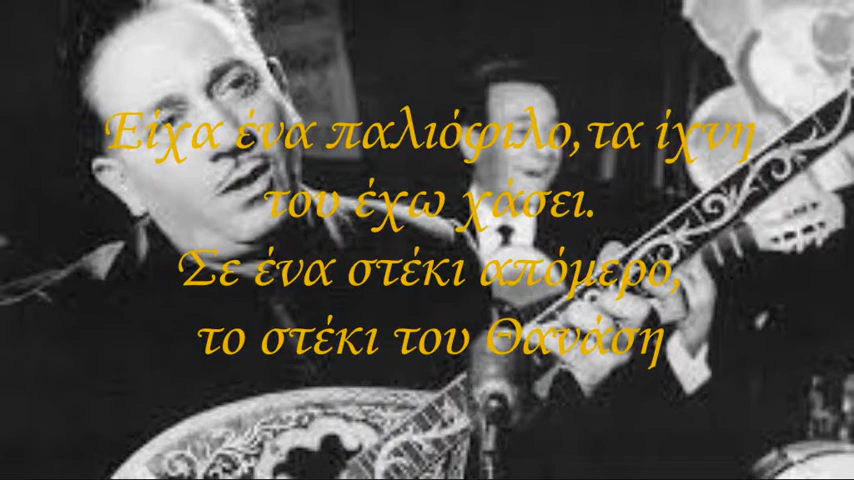 Είχα ένα παλιόφιλο,τα ίχνη
του έχω χάσει.
Σε ένα στέκι απόμερο,
το στέκι του Θανάση